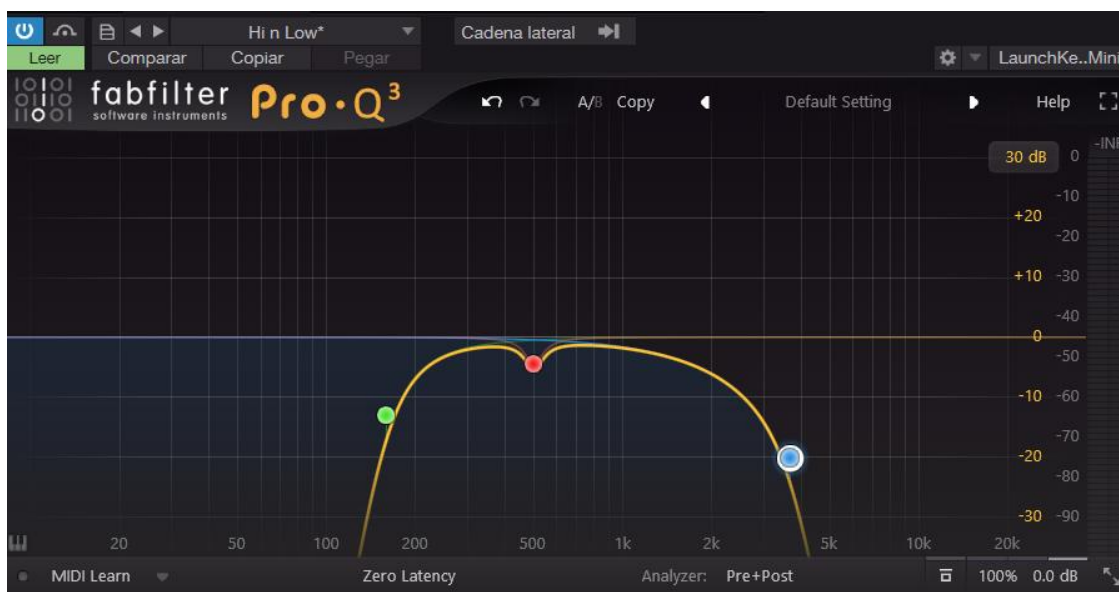 Hi n Low*
Cadena lateral
Leer Comparar Copiar Pegar
LaunchKe..Mini
fabfilter
software instruments
Pro·Q³
A/B Copy
Default Setting
Help
30 dB 0 -INF
-10
+20
-20
+10 -30
-40
0
-50
-10 -60
-70
-20
-80
-30 -90
20 50 100 200 500 1k 2k 5k 10k 20k
MIDI Learn Zero Latency Analyzer: Pre+Post 100% 0.0 dB